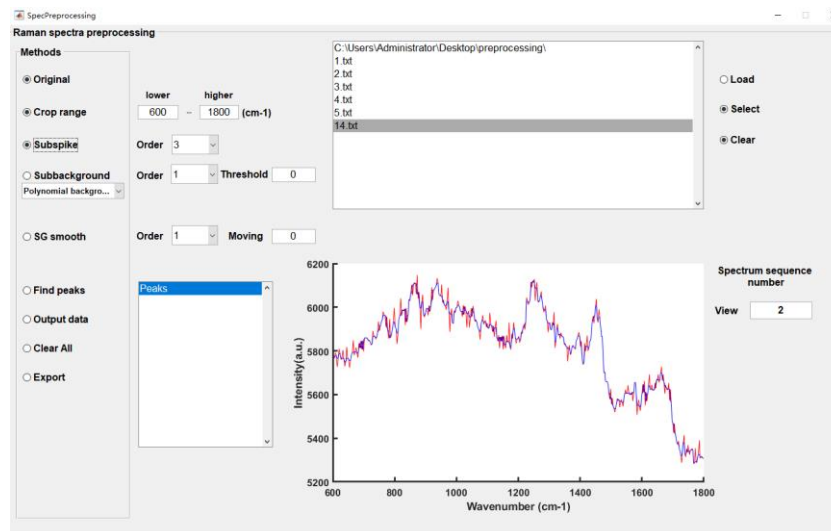 SpecPreprocessing
Raman spectra preprocessing
Methods
Original
Crop range
lower higher
600 – 1800 (cm-1)
Subspike
Order 3
Subbackground
Order 1 Threshold 0
Polynomial backgro...
SG smooth
Order 1 Moving 0
Find peaks
Output data
Clear All
Export
Peaks
C:\Users\Administrator\Desktop\preprocessing\
1.txt
2.txt
3.txt
4.txt
5.txt
14.txt
Load
Select
Clear
Spectrum sequence
number
View 2
6200
6000
5800
5600
5400
5200
Intensity(a.u.)
600 800 1000 1200 1400 1600 1800
Wavenumber (cm-1)